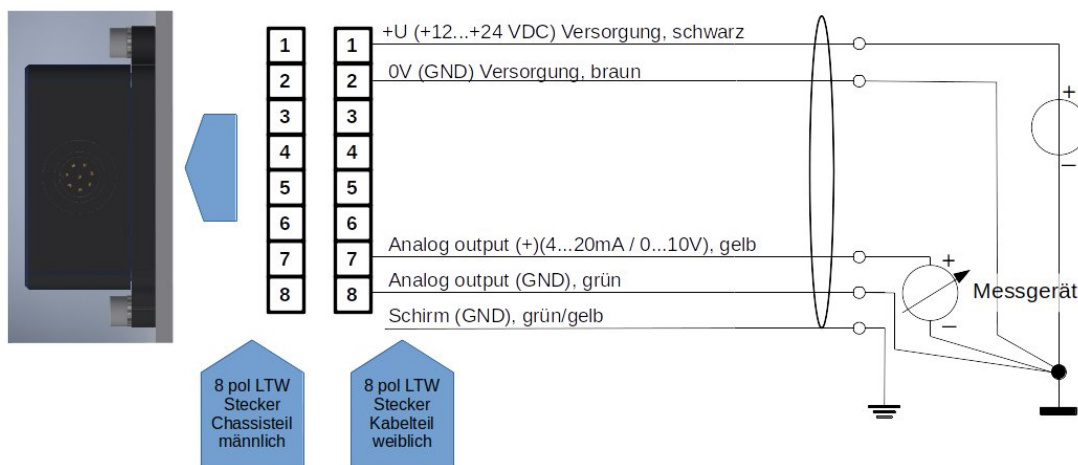 +U (+12...+24 VDC) Versorgung, schwarz
0V (GND) Versorgung, braun
1 1
2 2
3 3
4 4
5 5
6 6
7 7
8 8
Analog output (+)(4...20mA / 0...10V), gelb
Analog output (GND), grün
Schirm (GND), grün/gelb
+
−
+
−
Messgerät
8 pol LTW
Stecker
Chassisteil
männlich
8 pol LTW
Stecker
Kabelteil
weiblich